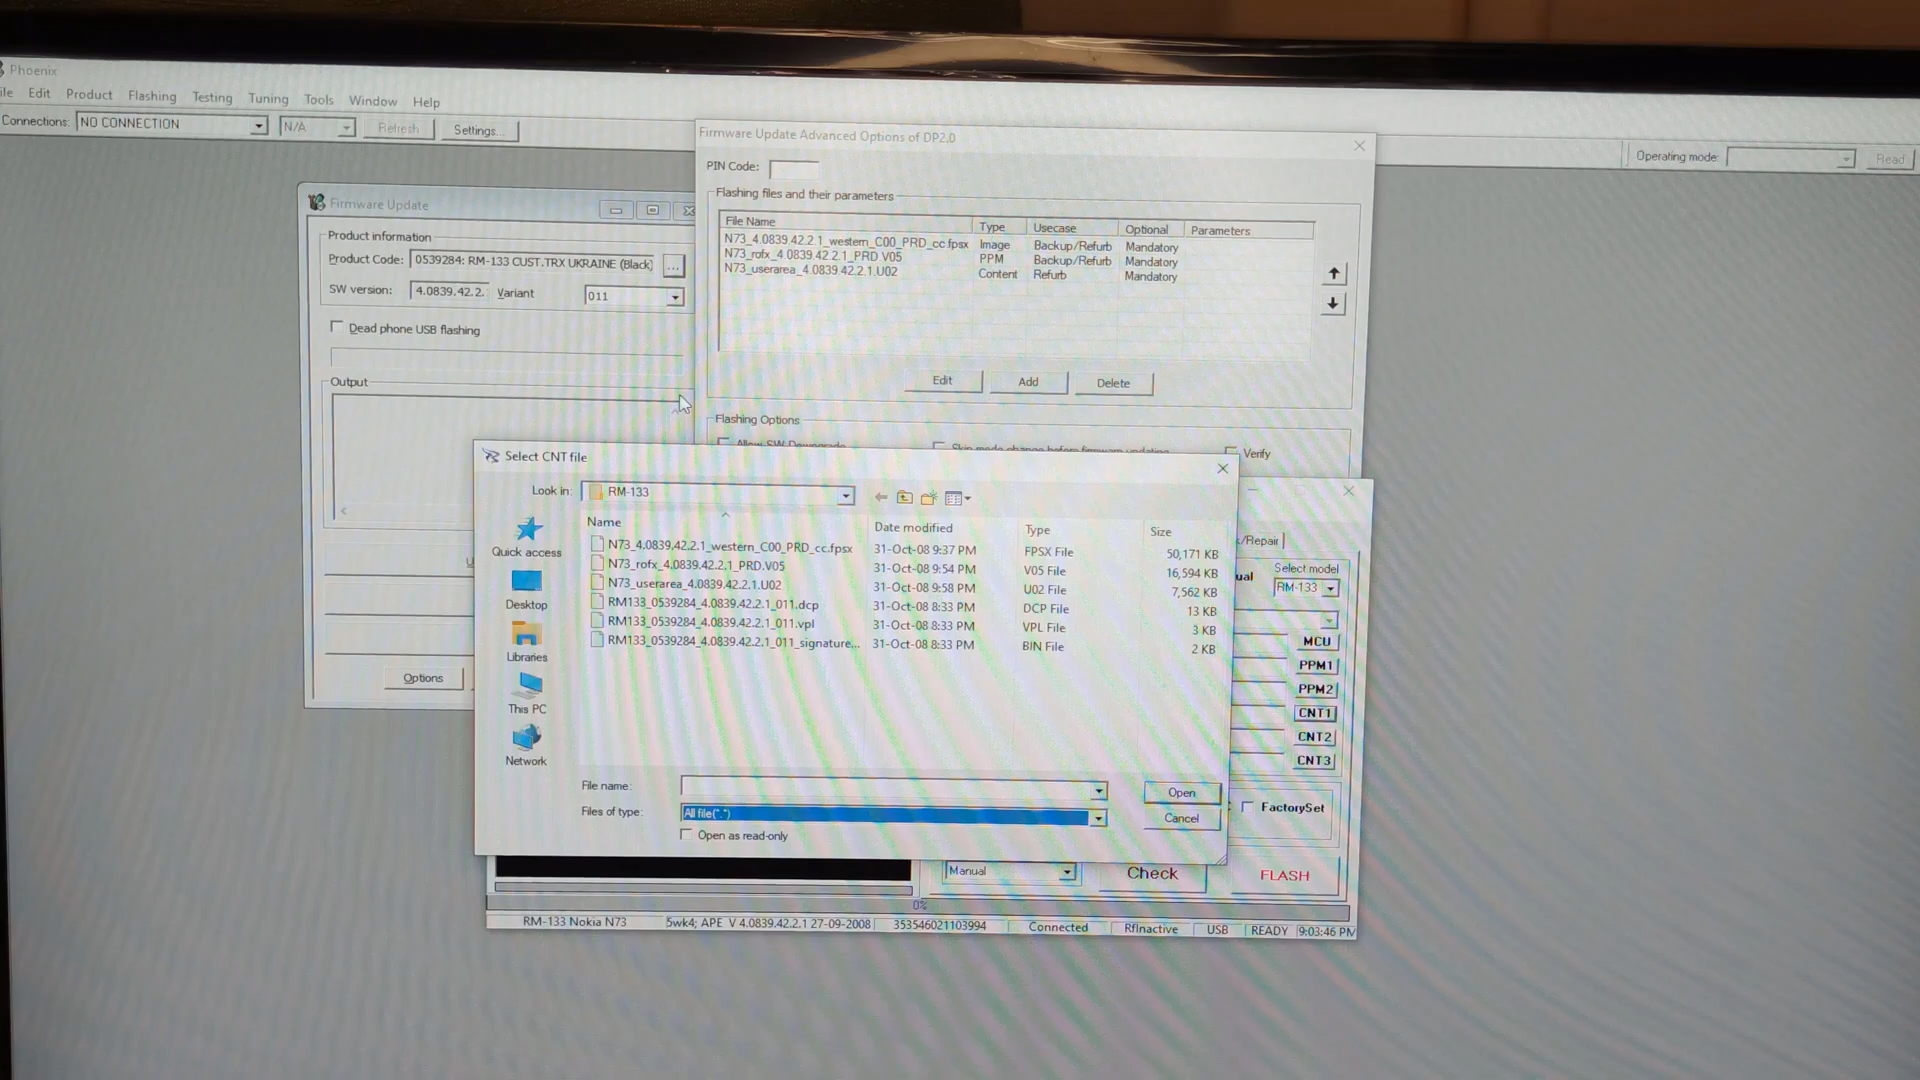 Phoenix
File Edit Product Flashing Testing Tuning Tools Window Help
Connections: NO CONNECTION N/A Refresh Settings...
Operating mode: Read
Firmware Update Advanced Options of DP2.0
PIN Code:
Flashing files and their parameters
File Name Type Usecase Optional Parameters
N73_4.0839.42.2.1_western_C00_PRD_cc.fpsx Image Backup/Refurb Mandatory
N73_rofx_4.0839.42.2.1_PRD.V05 PPM Backup/Refurb Mandatory
N73_userarea_4.0839.42.2.1.U02 Content Refurb Mandatory
Edit Add Delete
Flashing Options
Allow SW Downgrade Skip mode change before firmware updating Verify
Firmware Update
Product information
Product Code: 0539284: RM-133 CUST.TRX UKRAINE (Black) ...
SW version: 4.0839.42.2. Variant 011
Dead phone USB flashing
Output
Options
Select CNT file
Look in: RM-133
Name Date modified Type Size
N73_4.0839.42.2.1_western_C00_PRD_cc.fpsx 31-Oct-08 9:37 PM FPSX File 50,171 KB
N73_rofx_4.0839.42.2.1_PRD.V05 31-Oct-08 9:54 PM V05 File 16,594 KB
N73_userarea_4.0839.42.2.1.U02 31-Oct-08 9:58 PM U02 File 7,562 KB
RM133_0539284_4.0839.42.2.1_011.dcp 31-Oct-08 8:33 PM DCP File 13 KB
RM133_0539284_4.0839.42.2.1_011.vpl 31-Oct-08 8:33 PM VPL File 3 KB
RM133_0539284_4.0839.42.2.1_011_signature... 31-Oct-08 8:33 PM BIN File 2 KB
Quick access
Desktop
Libraries
This PC
Network
File name:
Files of type: All file(*.*)
Open as read-only
Open
Cancel
/Repair
Select model
RM-133
MCU
PPM1
PPM2
CNT1
CNT2
CNT3
FactorySet
Manual Check FLASH
0%
RM-133 Nokia N73 5wk4; APE V 4.0839.42.2.1 27-09-2008 353546021103994 Connected RfInactive USB READY 9:03:46 PM